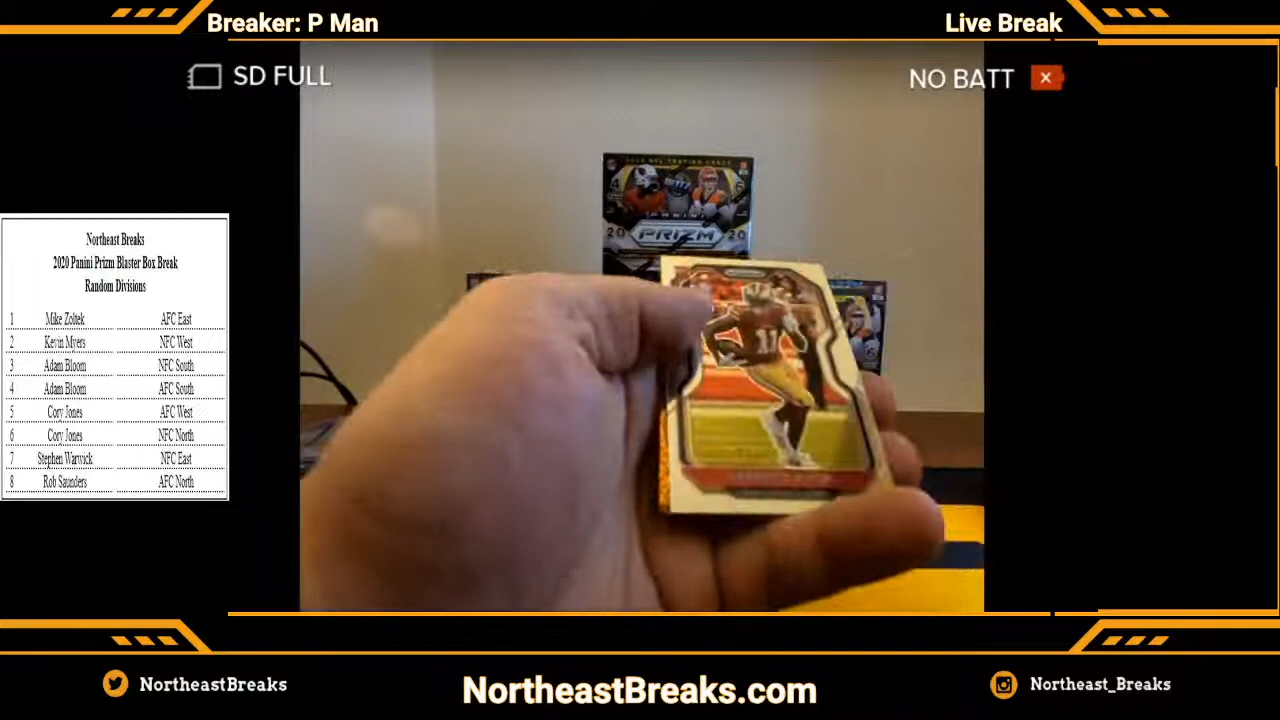 Breaker: P Man
Live Break
SD FULL
NO BATT
PRIZM
20 20
11
Northeast Breaks
2020 Panini Prizm Blaster Box Break
Random Divisions
1 Mike Zoltek AFC East
2 Kevin Myers NFC West
3 Adam Bloom NFC South
4 Adam Bloom AFC South
5 Cory Jones AFC West
6 Cory Jones NFC North
7 Stephen Warwick NFC East
8 Rob Saunders AFC North
NortheastBreaks
NortheastBreaks.com
Northeast_Breaks